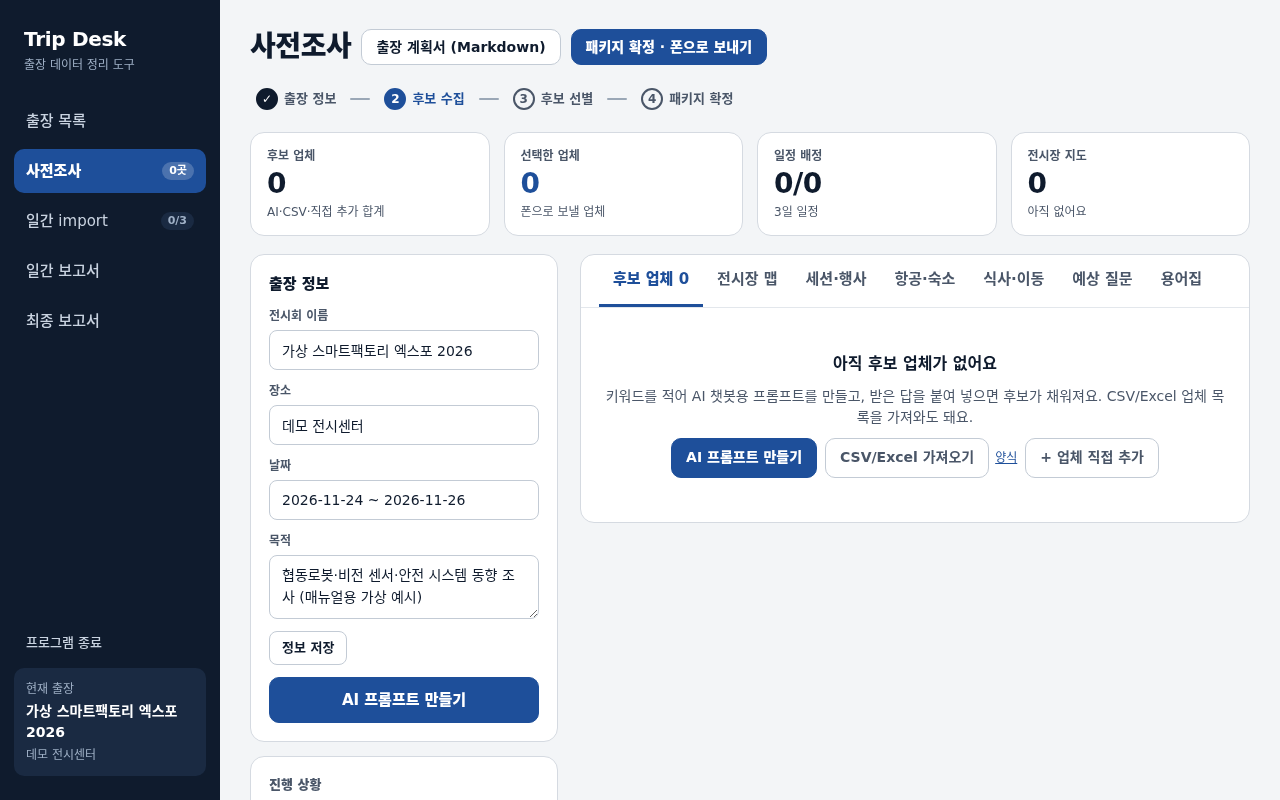 Trip Desk
출장 데이터 정리 도구
출장 목록
사전조사 0곳
일간 import 0/3
일간 보고서
최종 보고서
프로그램 종료
현재 출장
가상 스마트팩토리 엑스포
2026
데모 전시센터
사전조사 출장 계획서 (Markdown) 패키지 확정 · 폰으로 보내기
✓ 출장 정보 2 후보 수집 3 후보 선별 4 패키지 확정
후보 업체
0
AI·CSV·직접 추가 합계
선택한 업체
0
폰으로 보낼 업체
일정 배정
0/0
3일 일정
전시장 지도
0
아직 없어요
출장 정보
전시회 이름
가상 스마트팩토리 엑스포 2026
장소
데모 전시센터
날짜
2026-11-24 ~ 2026-11-26
목적
협동로봇·비전 센서·안전 시스템 동향 조
사 (매뉴얼용 가상 예시)
정보 저장
AI 프롬프트 만들기
진행 상황
후보 업체 0 전시장 맵 세션·행사 항공·숙소 식사·이동 예상 질문 용어집
아직 후보 업체가 없어요
키워드를 적어 AI 챗봇용 프롬프트를 만들고, 받은 답을 붙여 넣으면 후보가 채워져요. CSV/Excel 업체 목
록을 가져와도 돼요.
AI 프롬프트 만들기 CSV/Excel 가져오기 양식 + 업체 직접 추가